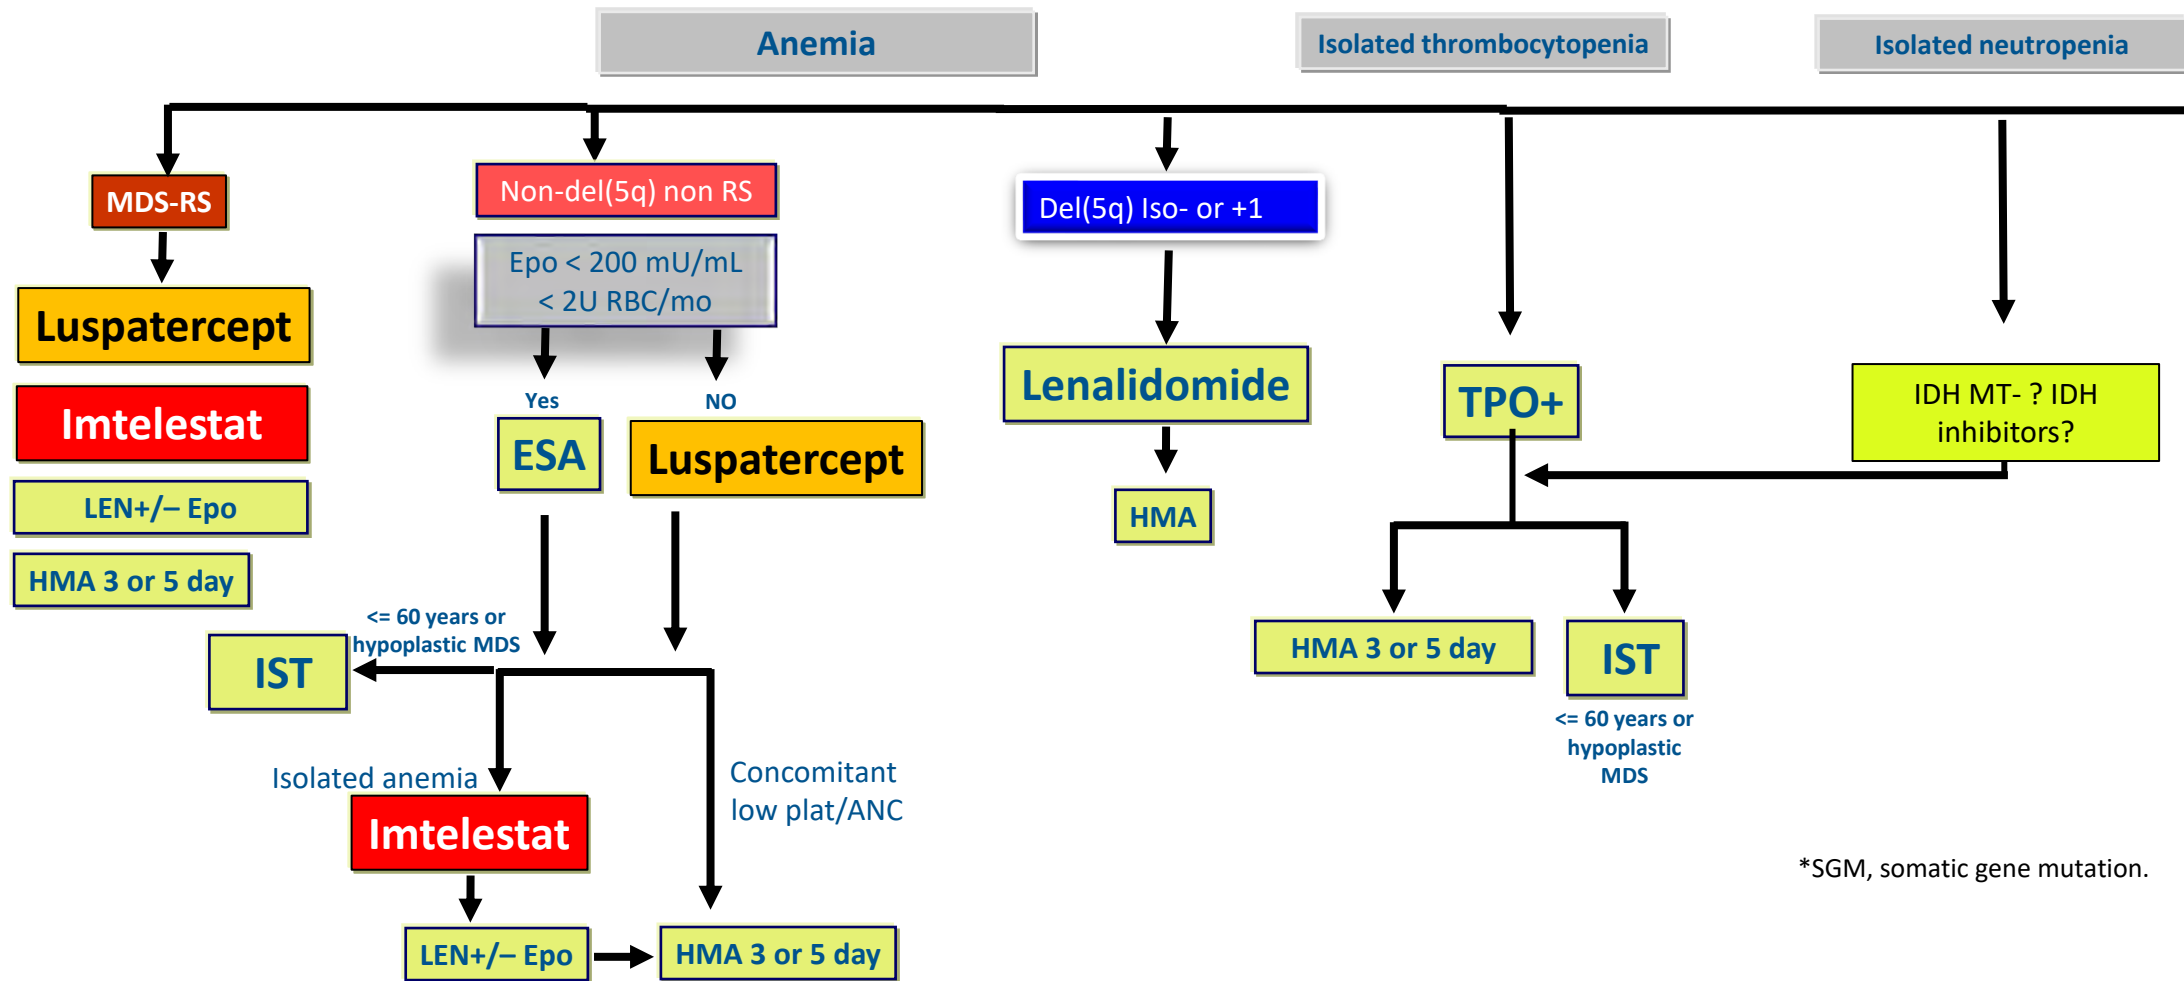 Anemia
Isolated thrombocytopenia
Isolated neutropenia
MDS-RS
Non-del(5q) non RS
Del(5q) Iso- or +1
Epo < 200 mU/mL
< 2U RBC/mo
Luspatercept
Imtelestat
LEN+/– Epo
HMA 3 or 5 day
Yes
NO
ESA
Luspatercept
Lenalidomide
HMA
TPO+
IDH MT- ? IDH
inhibitors?
<= 60 years or
hypoplastic MDS
IST
Isolated anemia
Concomitant
low plat/ANC
Imtelestat
LEN+/– Epo
HMA 3 or 5 day
HMA 3 or 5 day
IST
<= 60 years or
hypoplastic
MDS
*SGM, somatic gene mutation.